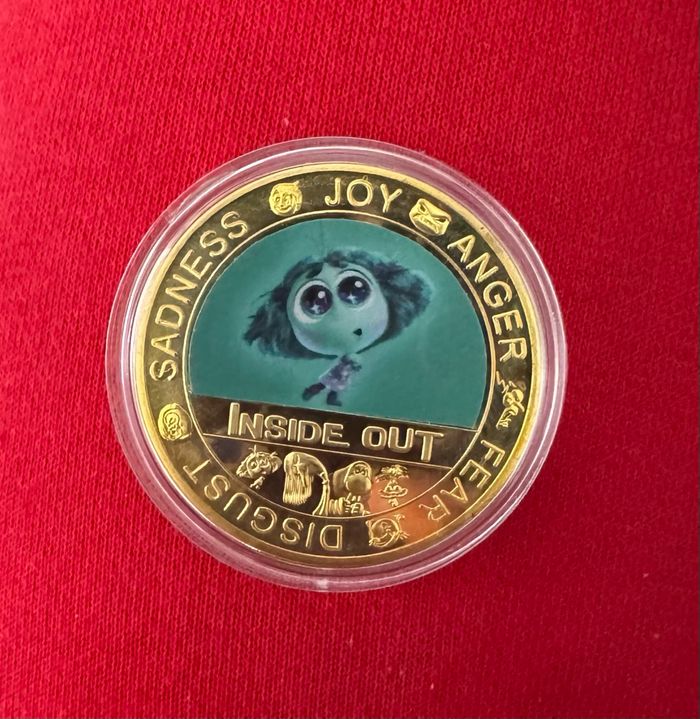 JOY
ANGER
FEAR
DISGUST
SADNESS
INSIDE OUT